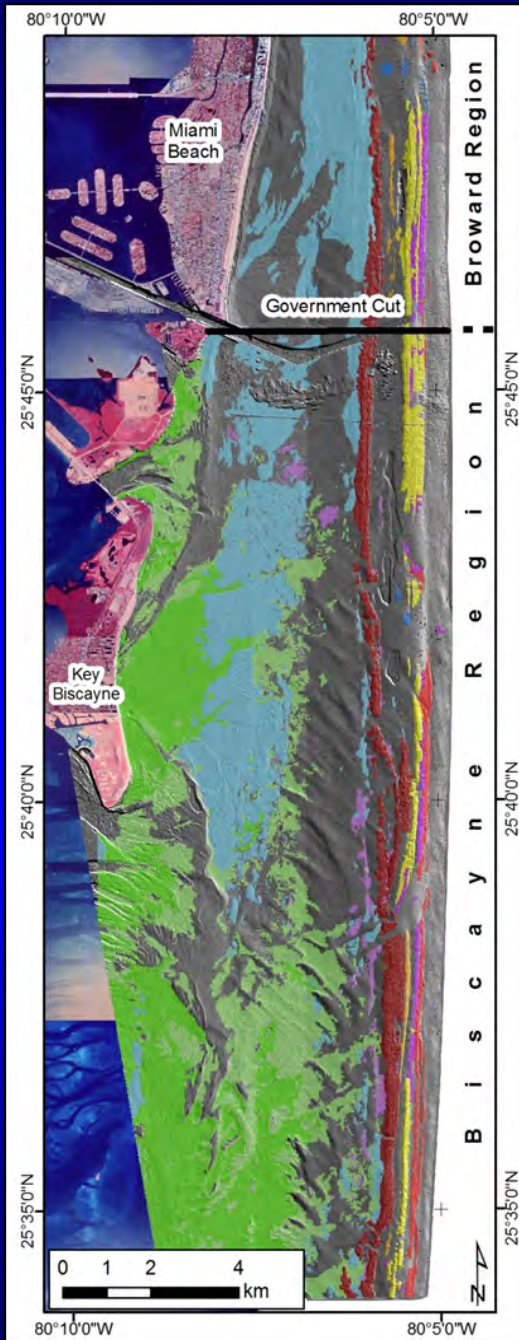 80°10'0"W 80°5'0"W
Miami
Beach
Broward Region
Government Cut
25°45'0"N 25°45'0"N
Key
Biscayne
Biscayne Region
25°40'0"N 25°40'0"N
25°35'0"N 25°35'0"N
0 1 2 4
km
N
80°10'0"W 80°5'0"W